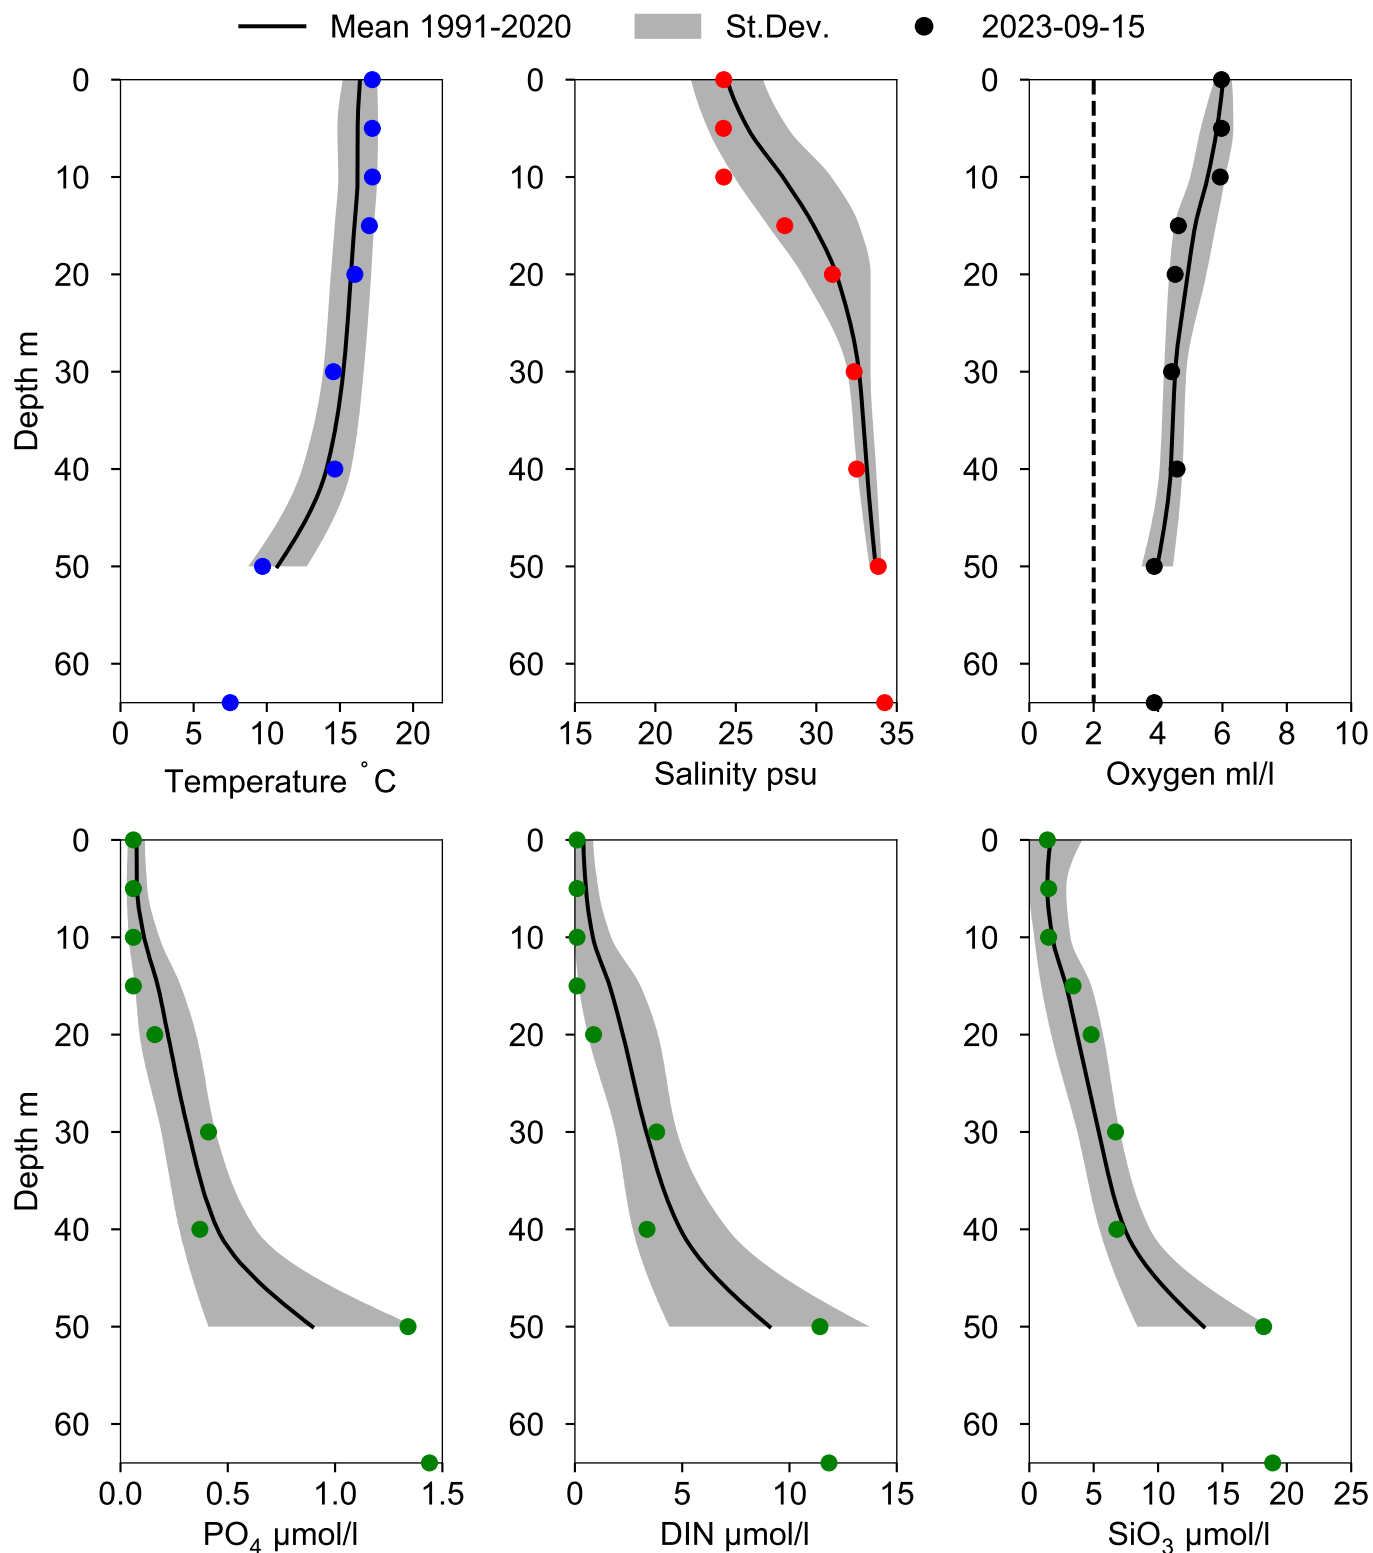 Mean 1991-2020 St.Dev. 2023-09-15
0 0 0
10 10 10
20 20 20
30 30 30
40 40 40
50 50 50
60 60 60
Depth m
0 5 10 15 20 15 20 25 30 35 0 2 4 6 8 10
Temperature ˚C Salinity psu Oxygen ml/l
0 0 0
10 10 10
20 20 20
30 30 30
40 40 40
50 50 50
60 60 60
Depth m
0.0 0.5 1.0 1.5 0 5 10 15 0 5 10 15 20 25
PO₄ µmol/l DIN µmol/l SiO₃ µmol/l